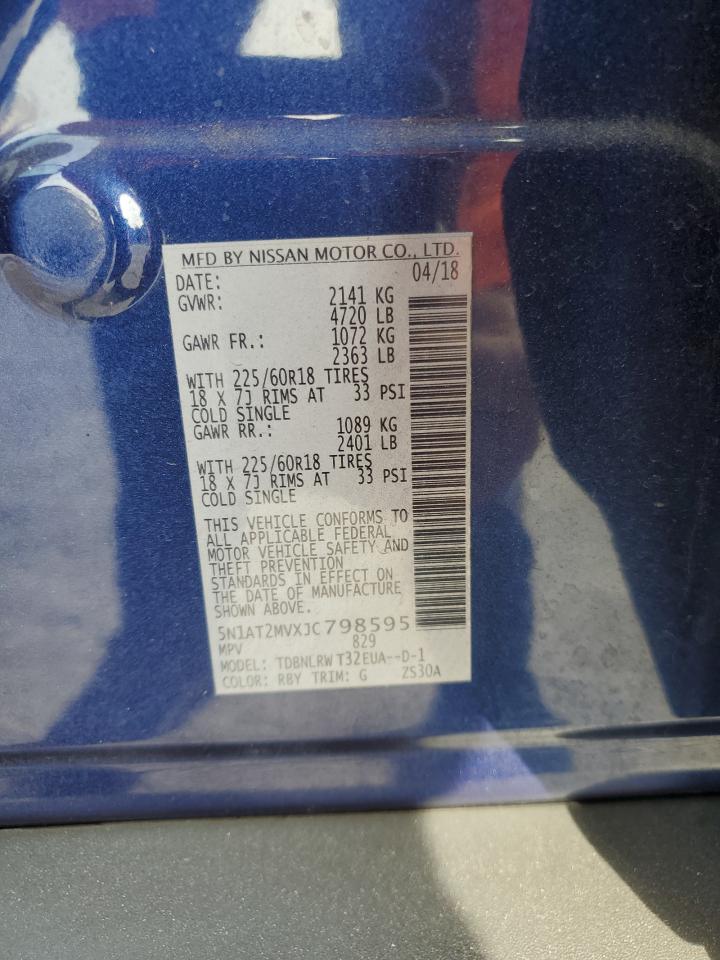 MFD BY NISSAN MOTOR CO., LTD.
DATE: 04/18
GVWR: 2141 KG
4720 LB
GAWR FR.: 1072 KG
2363 LB
WITH 225/60R18 TIRES
18 X 7J RIMS AT 33 PSI
COLD SINGLE
GAWR RR.: 1089 KG
2401 LB
WITH 225/60R18 TIRES
18 X 7J RIMS AT 33 PSI
COLD SINGLE
THIS VEHICLE CONFORMS TO
ALL APPLICABLE FEDERAL
MOTOR VEHICLE SAFETY AND
THEFT PREVENTION
STANDARDS IN EFFECT ON
THE DATE OF MANUFACTURE
SHOWN ABOVE.
5N1AT2MVXJC798595
MPV 829
MODEL: TDBNLRW T32EUA--D-1
COLOR: RBY TRIM: G ZS30A